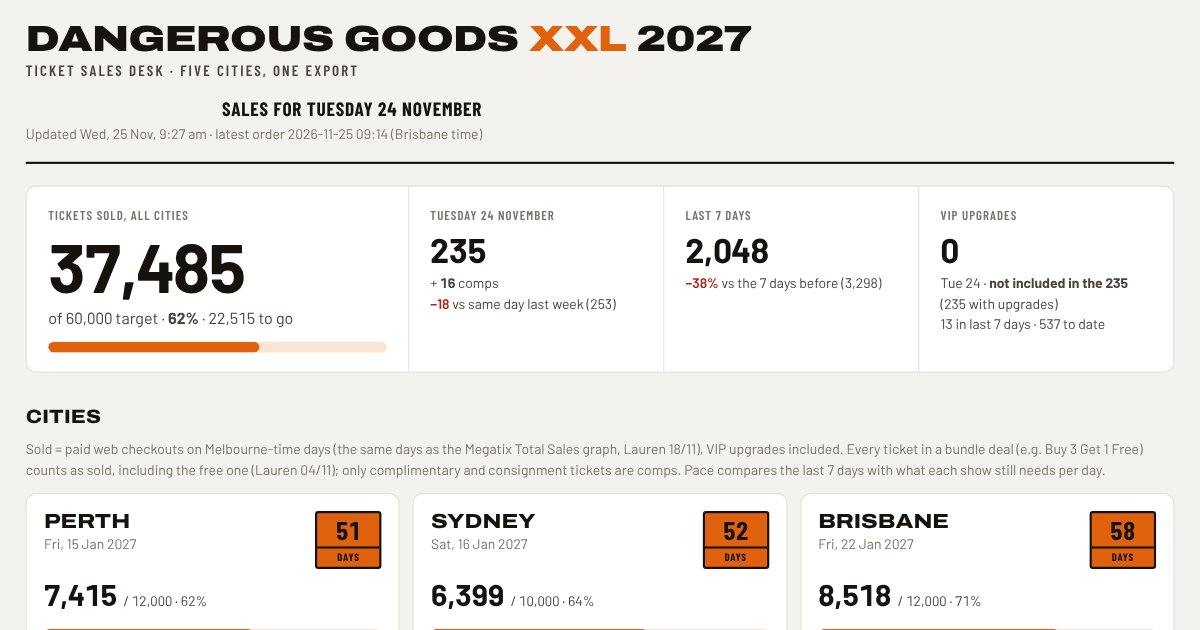 DANGEROUS GOODS XXL 2027
TICKET SALES DESK · FIVE CITIES, ONE EXPORT
SALES FOR TUESDAY 24 NOVEMBER
Updated Wed, 25 Nov, 9:27 am · latest order 2026-11-25 09:14 (Brisbane time)
TICKETS SOLD, ALL CITIES
37,485
of 60,000 target · 62% · 22,515 to go
TUESDAY 24 NOVEMBER
235
+ 16 comps
−18 vs same day last week (253)
LAST 7 DAYS
2,048
−38% vs the 7 days before (3,298)
VIP UPGRADES
0
Tue 24 · not included in the 235
(235 with upgrades)
13 in last 7 days · 537 to date
CITIES
Sold = paid web checkouts on Melbourne-time days (the same days as the Megatix Total Sales graph, Lauren 18/11), VIP upgrades included. Every ticket in a bundle deal (e.g. Buy 3 Get 1 Free)
counts as sold, including the free one (Lauren 04/11); only complimentary and consignment tickets are comps. Pace compares the last 7 days with what each show still needs per day.
PERTH
Fri, 15 Jan 2027
51
DAYS
7,415 / 12,000 · 62%
SYDNEY
Sat, 16 Jan 2027
52
DAYS
6,399 / 10,000 · 64%
BRISBANE
Fri, 22 Jan 2027
58
DAYS
8,518 / 12,000 · 71%